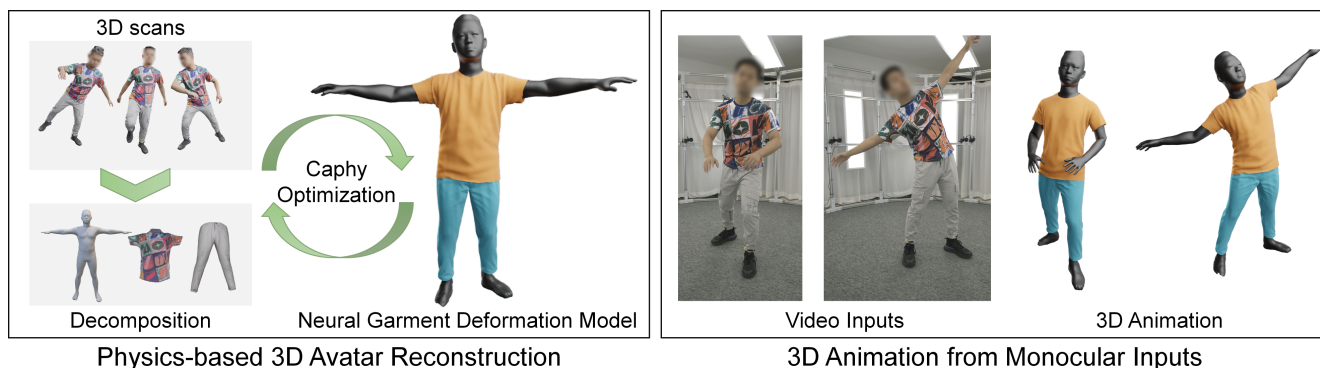 3D scans
Caphy
Optimization
Decomposition
Neural Garment Deformation Model
Physics-based 3D Avatar Reconstruction
Video Inputs
3D Animation
3D Animation from Monocular Inputs